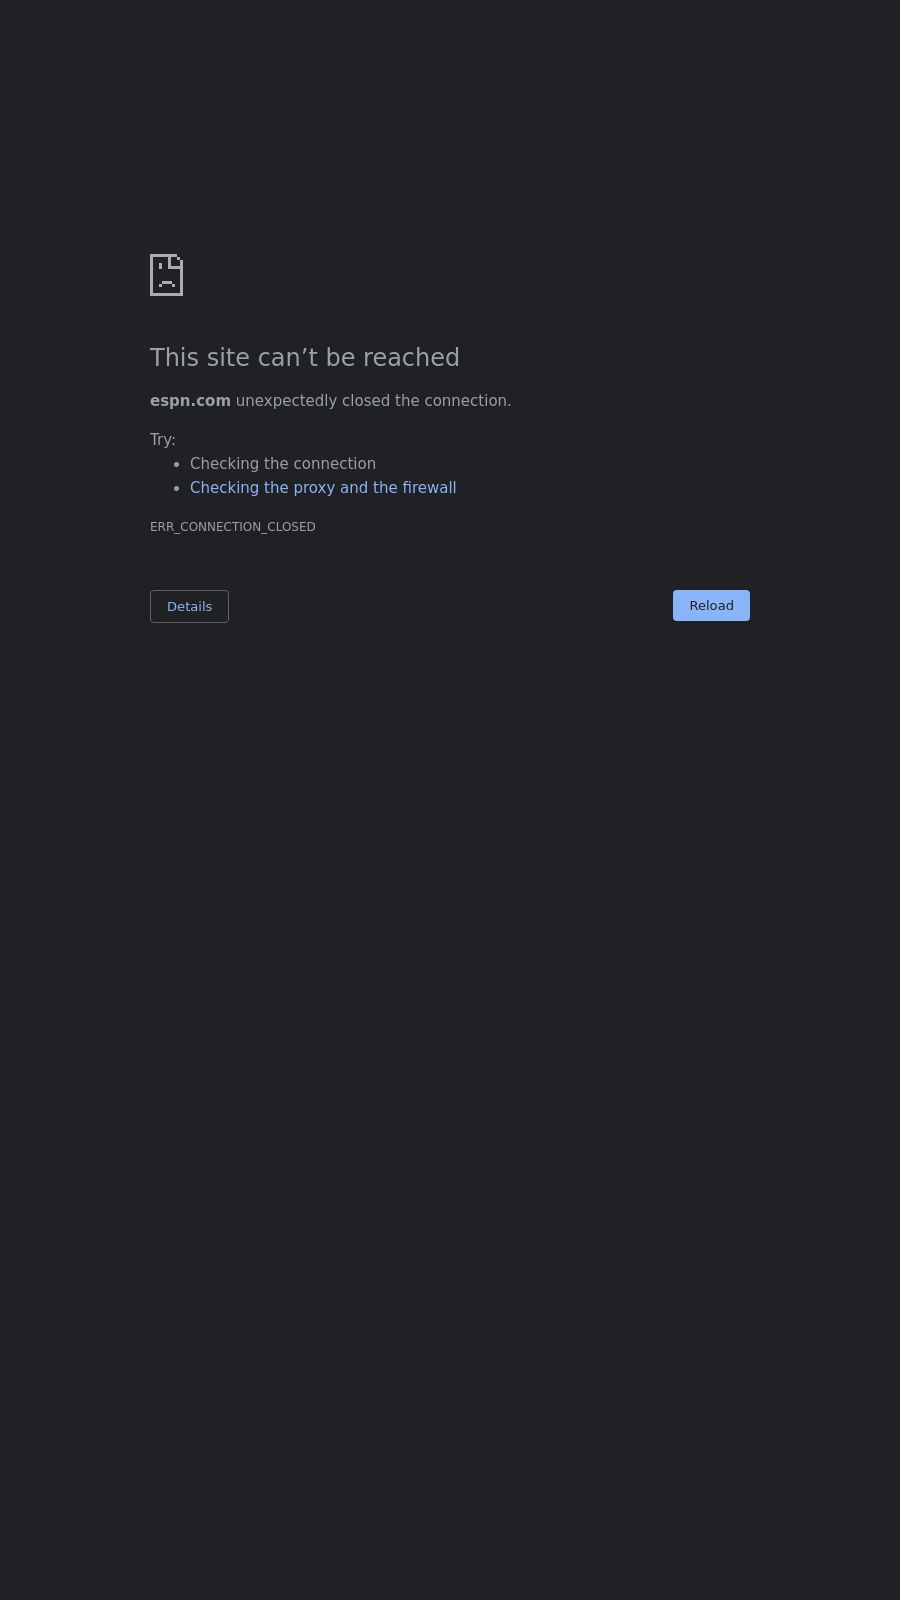 This site can’t be reached
espn.com unexpectedly closed the connection.
Try:
Checking the connection
Checking the proxy and the firewall
ERR_CONNECTION_CLOSED
Details
Reload